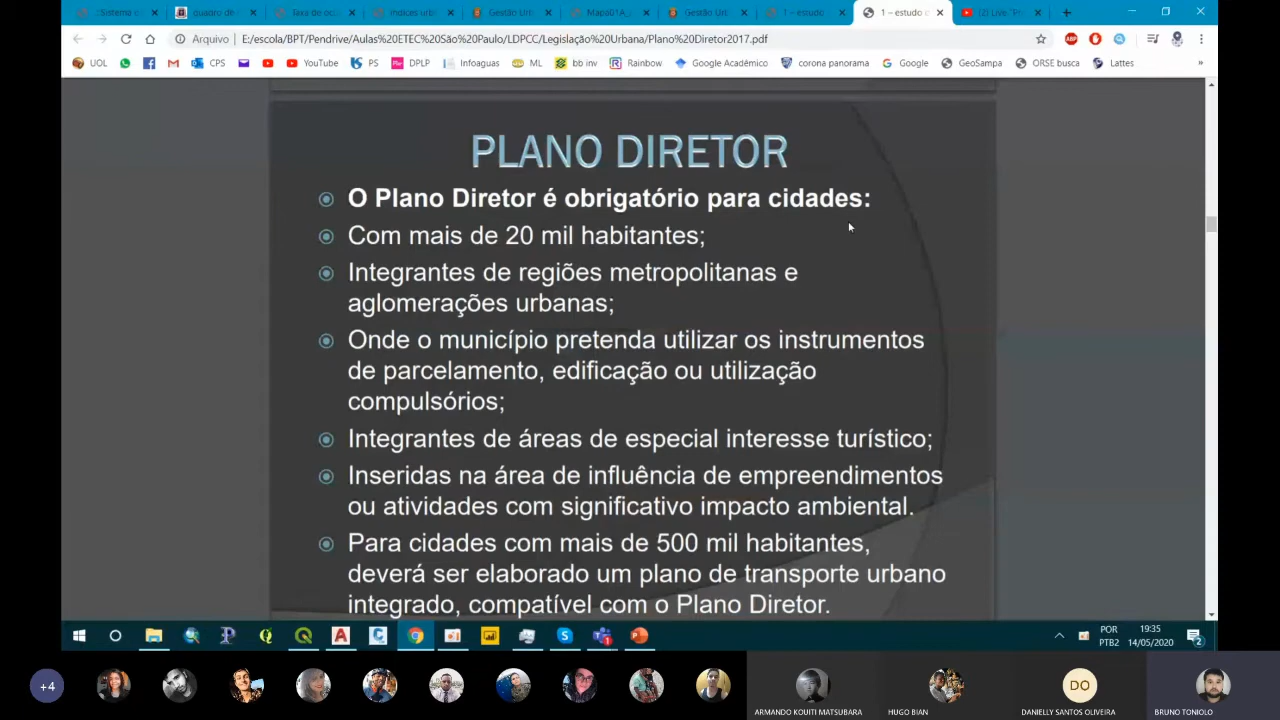 1 – estudo
Arquivo E:/escola/BPT/Pendrive/Aulas%20ETEC%20São%20Paulo/LDPCC/Legislação%20Urbana/Plano%20Diretor2017.pdf
UOL CPS YouTube PS DPLP Infoaguas ML bb inv Rainbow Google Acadêmico corona panorama Google GeoSampa ORSE busca Lattes »
PLANO DIRETOR
O Plano Diretor é obrigatório para cidades:
Com mais de 20 mil habitantes;
Integrantes de regiões metropolitanas e
aglomerações urbanas;
Onde o município pretenda utilizar os instrumentos
de parcelamento, edificação ou utilização
compulsórios;
Integrantes de áreas de especial interesse turístico;
Inseridas na área de influência de empreendimentos
ou atividades com significativo impacto ambiental.
Para cidades com mais de 500 mil habitantes,
deverá ser elaborado um plano de transporte urbano
integrado, compatível com o Plano Diretor.
POR 19:35
PTB2 14/05/2020 2
+4 DO
ARMANDO KOUITI MATSUBARA HUGO BIAN DANIELLY SANTOS OLIVEIRA BRUNO TONIOLO